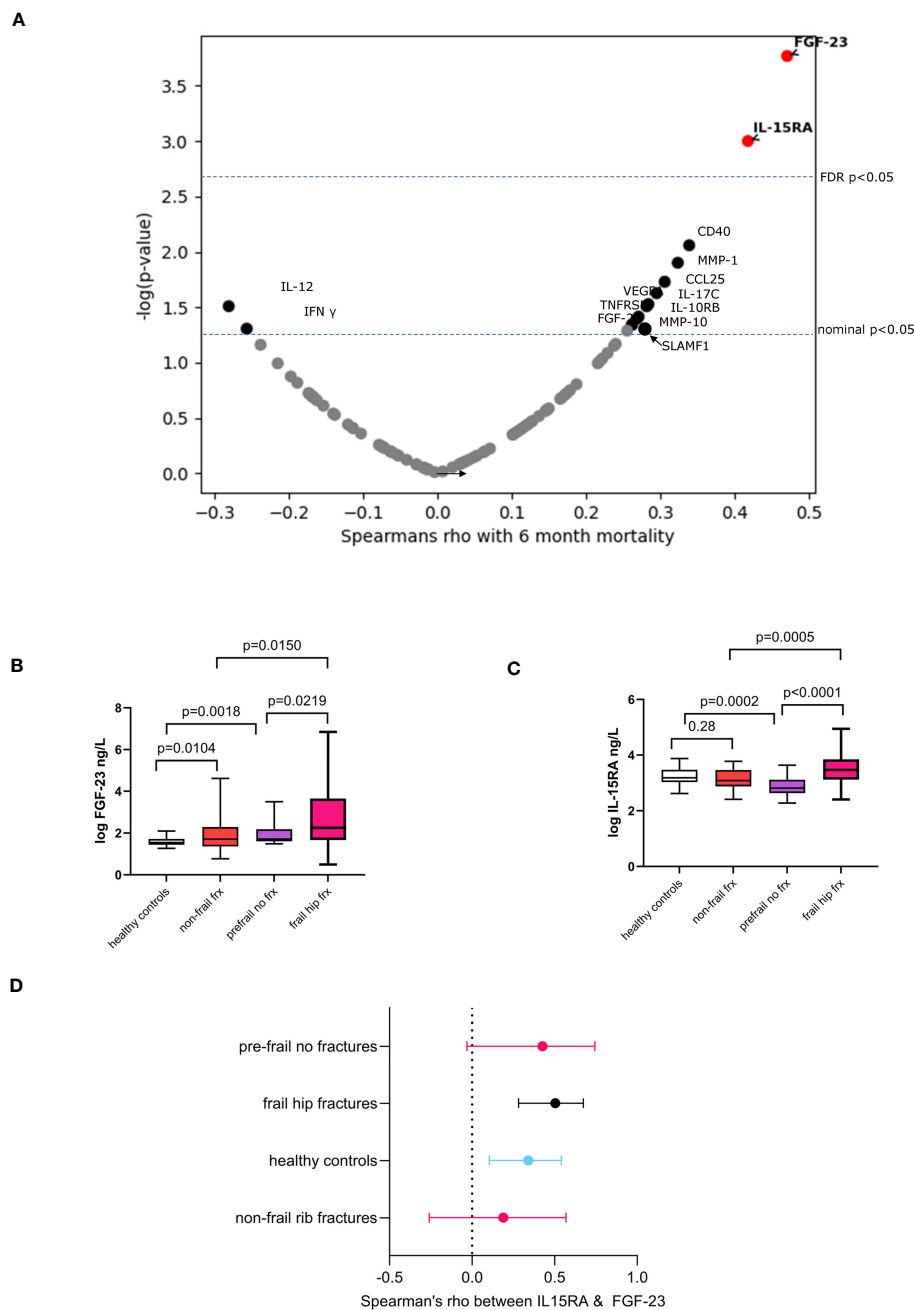 A
FGF-23
3.5
IL-15RA
3.0
FDR p<0.05
2.5
CD40
2.0
MMP-1
-log(p-value)
CCL25
IL-12
VEGF
IL-17C
1.5
TNFRS
IL-10RB
IFN γ
FGF-2
MMP-10
nominal p<0.05
SLAMF1
1.0
0.5
0.0
−0.3 −0.2 −0.1 0.0 0.1 0.2 0.3 0.4 0.5
Spearmans rho with 6 month mortality
B
p=0.0150
p=0.0219
p=0.0018
p=0.0104
8
6
4
2
0
log FGF-23 ng/L
healthy controls
non-frail frx
prefrail no frx
frail hip frx
C
p=0.0005
p<0.0001
p=0.0002
0.28
6
4
2
0
log IL-15RA ng/L
healthy controls
non-frail frx
prefrail no frx
frail hip frx
D
pre-frail no fractures
frail hip fractures
healthy controls
non-frail rib fractures
-0.5 0.0 0.5 1.0
Spearman's rho between IL15RA & FGF-23